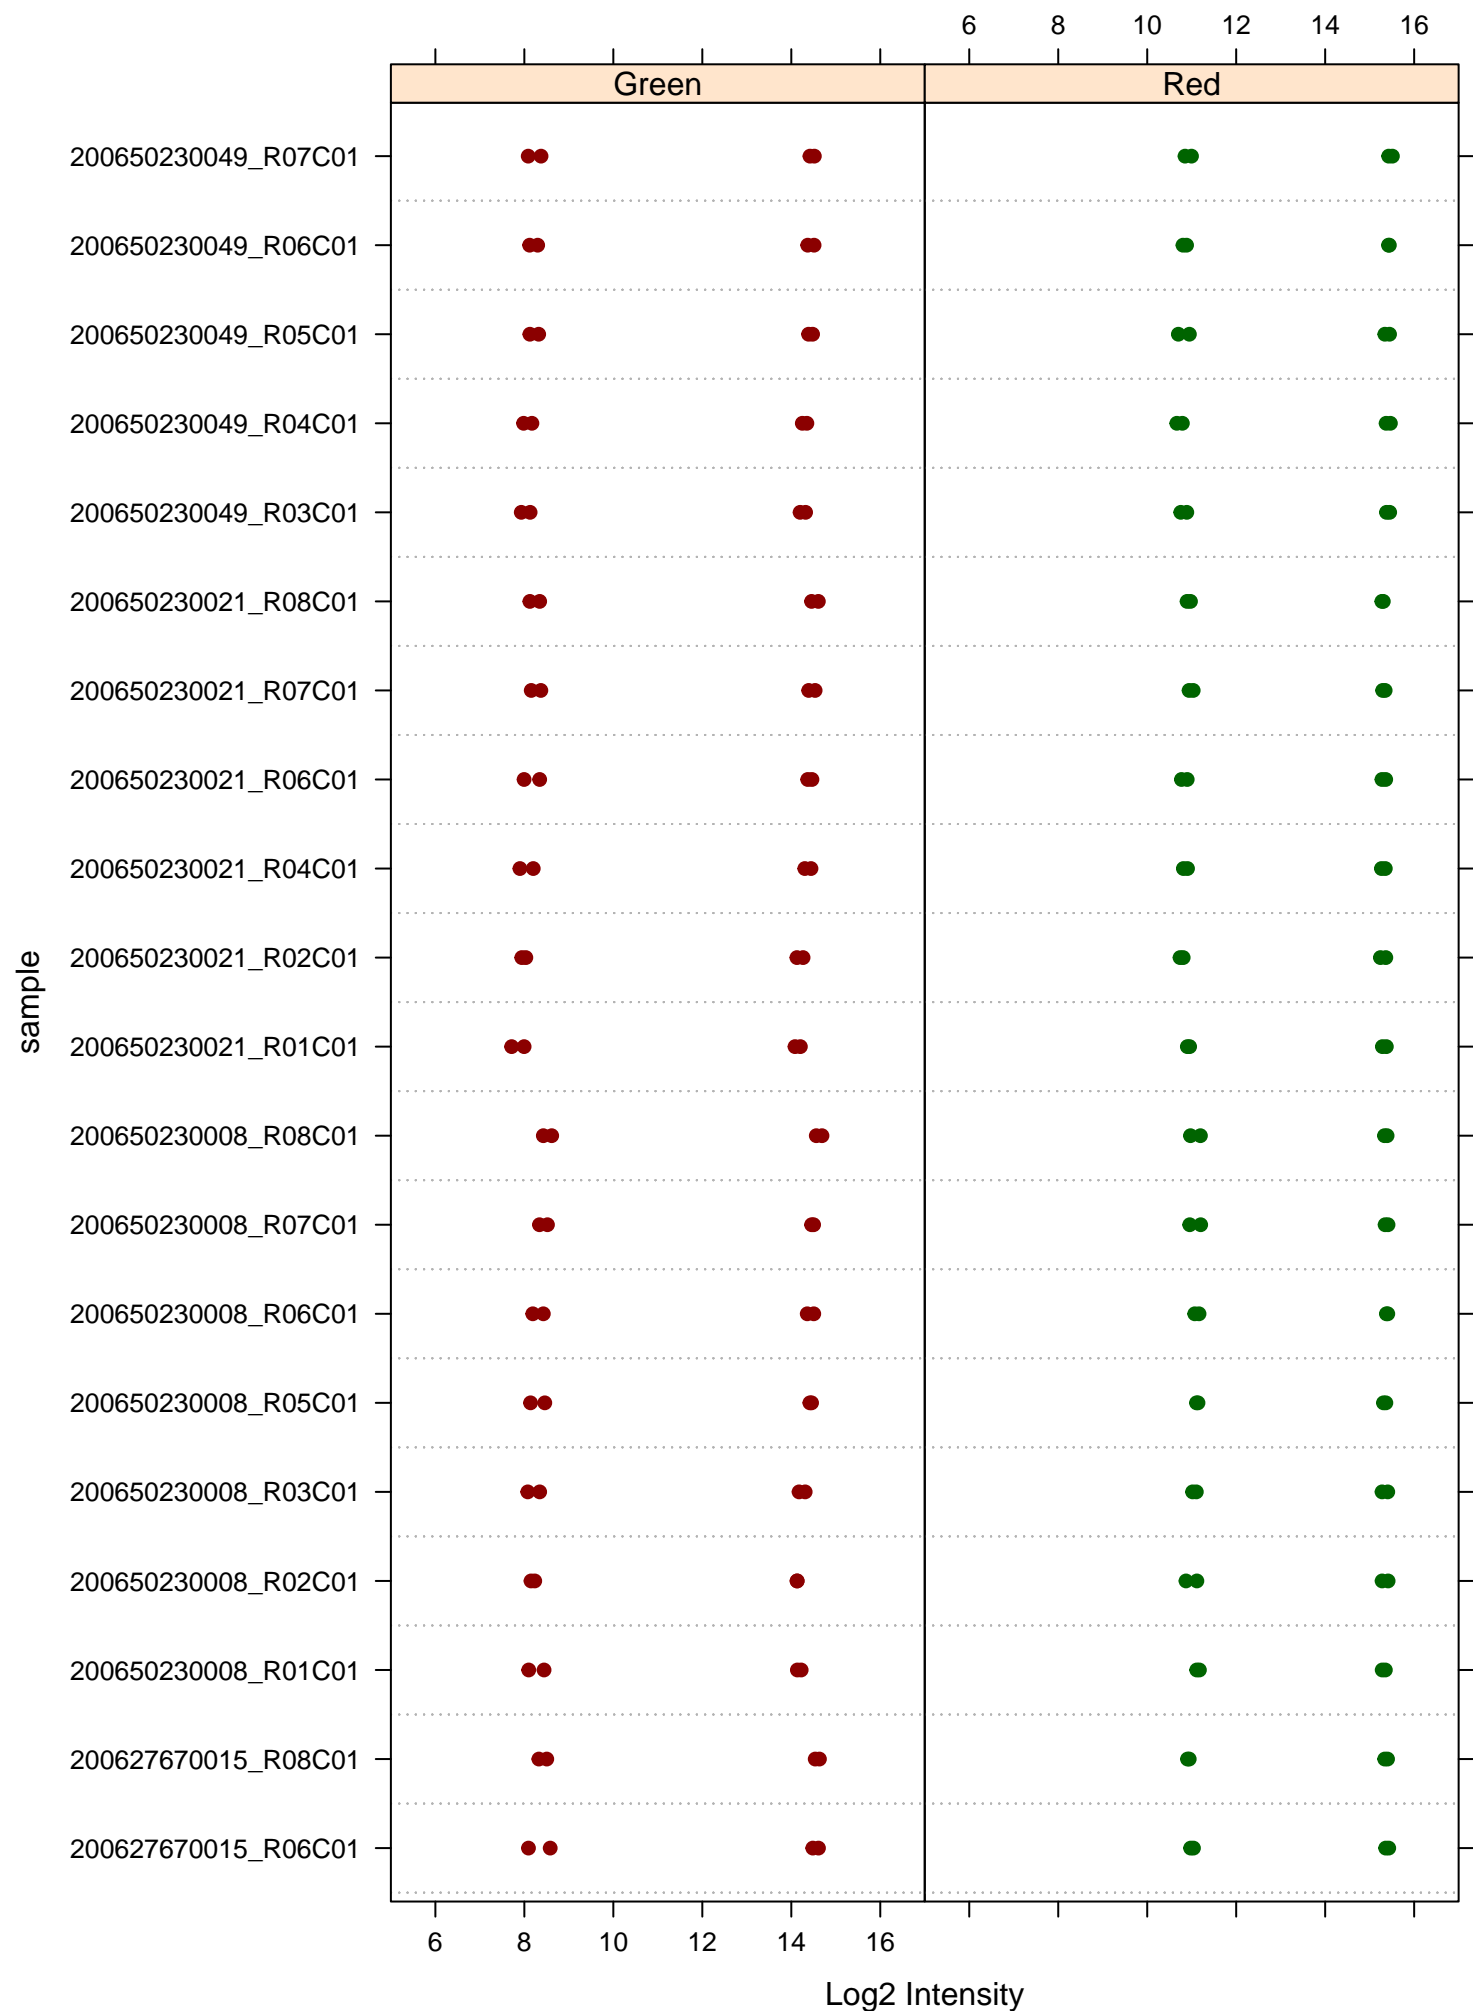 6 8 10 12 14 16
Green Red
200650230049_R07C01
200650230049_R06C01
200650230049_R05C01
200650230049_R04C01
200650230049_R03C01
200650230021_R08C01
200650230021_R07C01
200650230021_R06C01
200650230021_R04C01
200650230021_R02C01
200650230021_R01C01
200650230008_R08C01
200650230008_R07C01
200650230008_R06C01
200650230008_R05C01
200650230008_R03C01
200650230008_R02C01
200650230008_R01C01
200627670015_R08C01
200627670015_R06C01
sample
6 8 10 12 14 16
Log2 Intensity